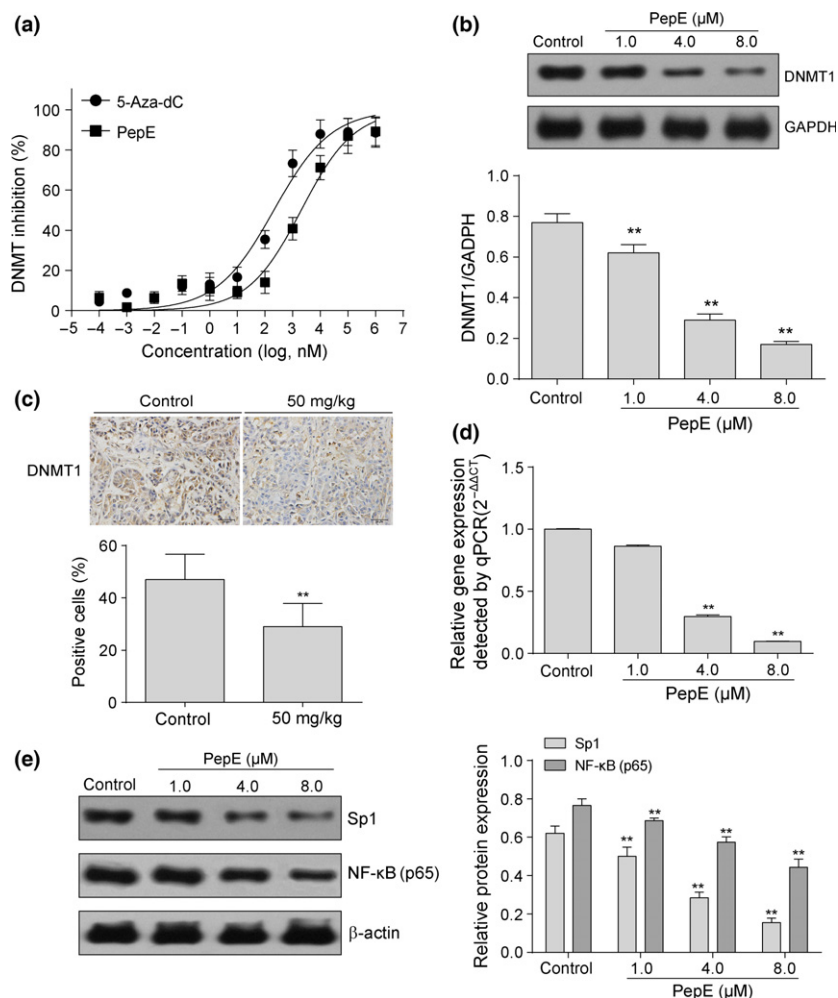 (a)
5-Aza-dC
PepE
DNMT inhibition (%)
100
80
60
40
20
0
−5 −4 −3 −2 −1 0 1 2 3 4 5 6 7
Concentration (log, nM)
(b)
PepE (μM)
Control 1.0 4.0 8.0
DNMT1
GAPDH
DNMT1/GADPH
1.0
0.8
0.6
0.4
0.2
0.0
**
**
**
Control 1.0 4.0 8.0
PepE (μM)
(c)
Control 50 mg/kg
DNMT1
Positive cells (%)
60
40
20
0
**
Control 50 mg/kg
(d)
Relative gene expression
detected by qPCR(2−ΔΔCT)
1.5
1.0
0.5
0.0
**
**
Control 1.0 4.0 8.0
PepE (μM)
(e)
PepE (μM)
Control 1.0 4.0 8.0
Sp1
NF-κB (p65)
β-actin
Sp1
NF-κB (p65)
Relative protein expression
1.0
0.8
0.6
0.4
0.2
0.0
** **
** **
** **
Control 1.0 4.0 8.0
PepE (μM)